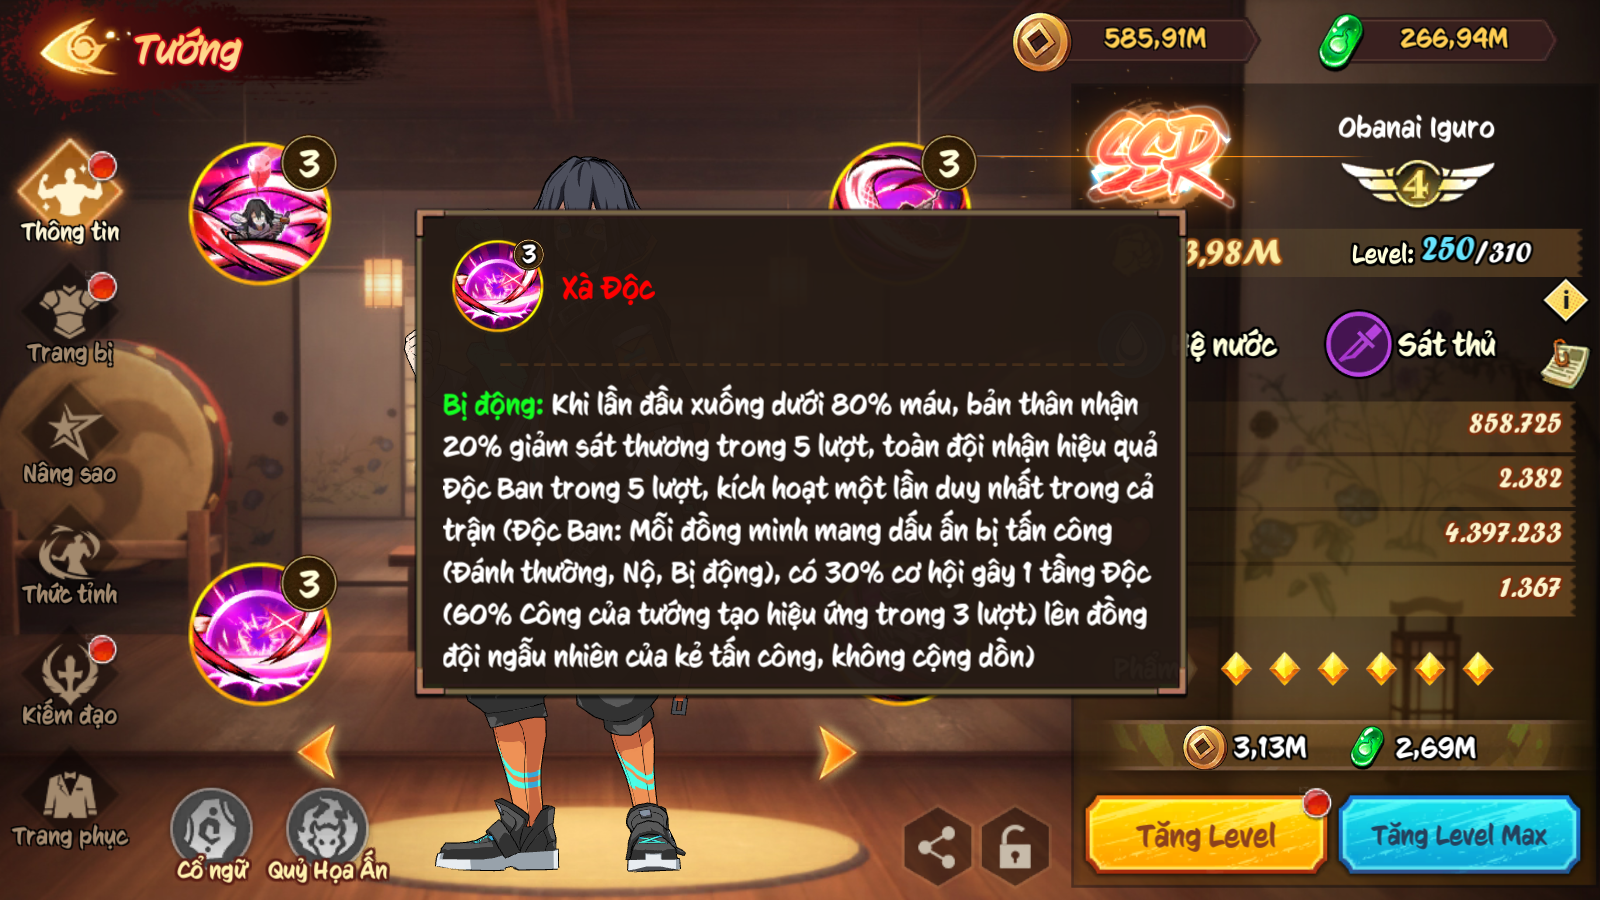 Tướng
585,91M
266,94M
SSR
Obanai Iguro
4
3,98M
Level: 250/310
Thông tin
3
3
Trang bị
Nâng sao
Thức tỉnh
3
Kiếm đạo
Trang phục
Cổ ngữ
Quỷ Họa Ấn
3
Xà Độc
Bị động: Khi lần đầu xuống dưới 80% máu, bản thân nhận
20% giảm sát thương trong 5 lượt, toàn đội nhận hiệu quả
Độc Ban trong 5 lượt, kích hoạt một lần duy nhất trong cả
trận (Độc Ban: Mỗi đồng minh mang dấu ấn bị tấn công
(Đánh thường, Nộ, Bị động), có 30% cơ hội gây 1 tầng Độc
(60% Công của tướng tạo hiệu ứng trong 3 lượt) lên đồng
đội ngẫu nhiên của kẻ tấn công, không cộng dồn)
ệ nước
Sát thủ
i
858.725
2.382
4.397.233
1.367
Phẩm
3,13M
2,69M
Tăng Level
Tăng Level Max